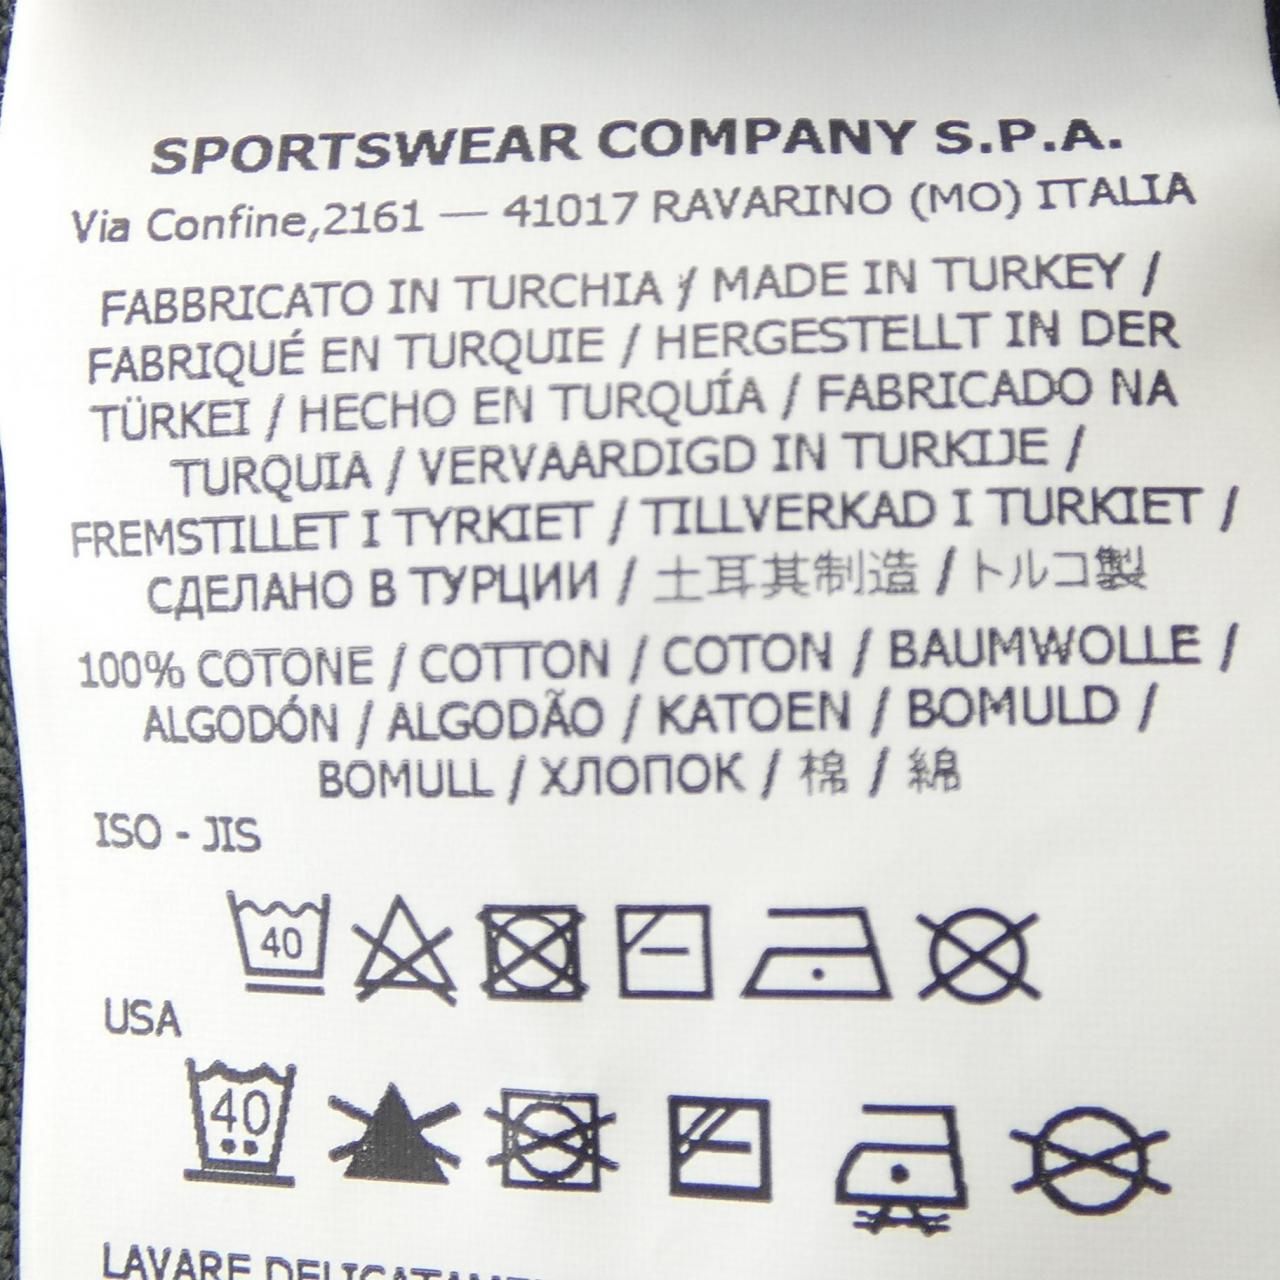 SPORTSWEAR COMPANY S.P.A.
Via Confine,2161 — 41017 RAVARINO (MO) ITALIA
FABBRICATO IN TURCHIA / MADE IN TURKEY /
FABRIQUÉ EN TURQUIE / HERGESTELLT IN DER
TÜRKEI / HECHO EN TURQUÍA / FABRICADO NA
TURQUIA / VERVAARDIGD IN TURKIJE /
FREMSTILLET I TYRKIET / TILLVERKAD I TURKIET /
СДЕЛАНО В ТУРЦИИ / 土耳其制造 / トルコ製
100% COTONE / COTTON / COTON / BAUMWOLLE /
ALGODÓN / ALGODÃO / KATOEN / BOMULD /
BOMULL / ХЛОПОК / 棉 / 綿
ISO - JIS
40
USA
40
LAVARE